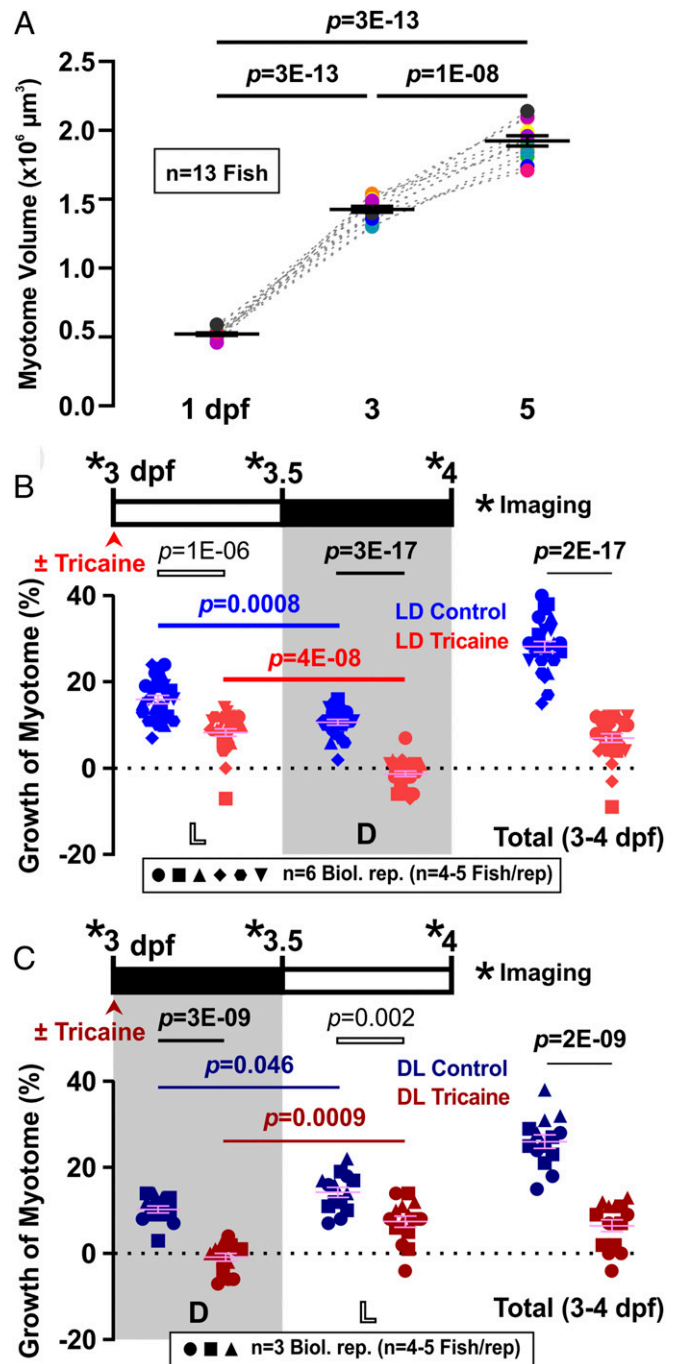 A
p=3E-13
p=3E-13 p=1E-08
2.5
2.0
1.5
1.0
0.5
0.0
Myotome Volume (x10⁶ µm³)
n=13 Fish
1 dpf 3 5
B
*3 dpf *3.5 *4
* Imaging
± Tricaine
p=1E-06 p=3E-17 p=2E-17
p=0.0008
p=4E-08
LD Control
LD Tricaine
40
20
0
-20
Growth of Myotome (%)
L D Total (3-4 dpf)
n=6 Biol. rep. (n=4-5 Fish/rep)
C
*3 dpf *3.5 *4
* Imaging
± Tricaine
p=3E-09 p=0.002 p=2E-09
p=0.046
p=0.0009
DL Control
DL Tricaine
40
20
0
-20
Growth of Myotome (%)
D L Total (3-4 dpf)
n=3 Biol. rep. (n=4-5 Fish/rep)